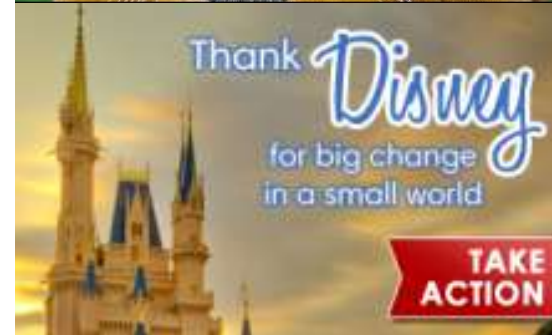 Thank Disney
for big change
in a small world
TAKE
ACTION